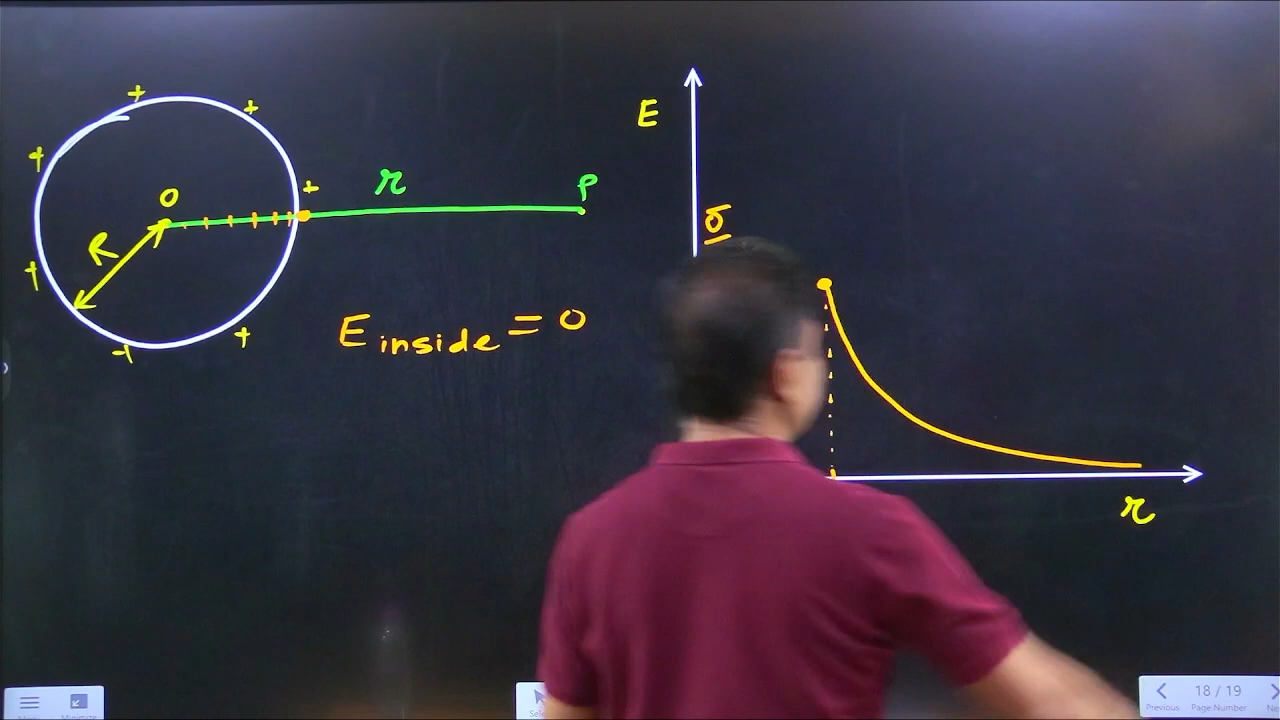 + +
+ + r P
O
R
+
+ +
E inside = 0
E
σ
r
18 / 19
Previous Page Number